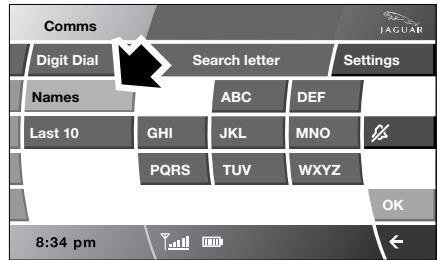 Comms JAGUAR
Digit Dial Search letter Settings
Names ABC DEF
Last 10 GHI JKL MNO
PQRS TUV WXYZ
OK
8:34 pm